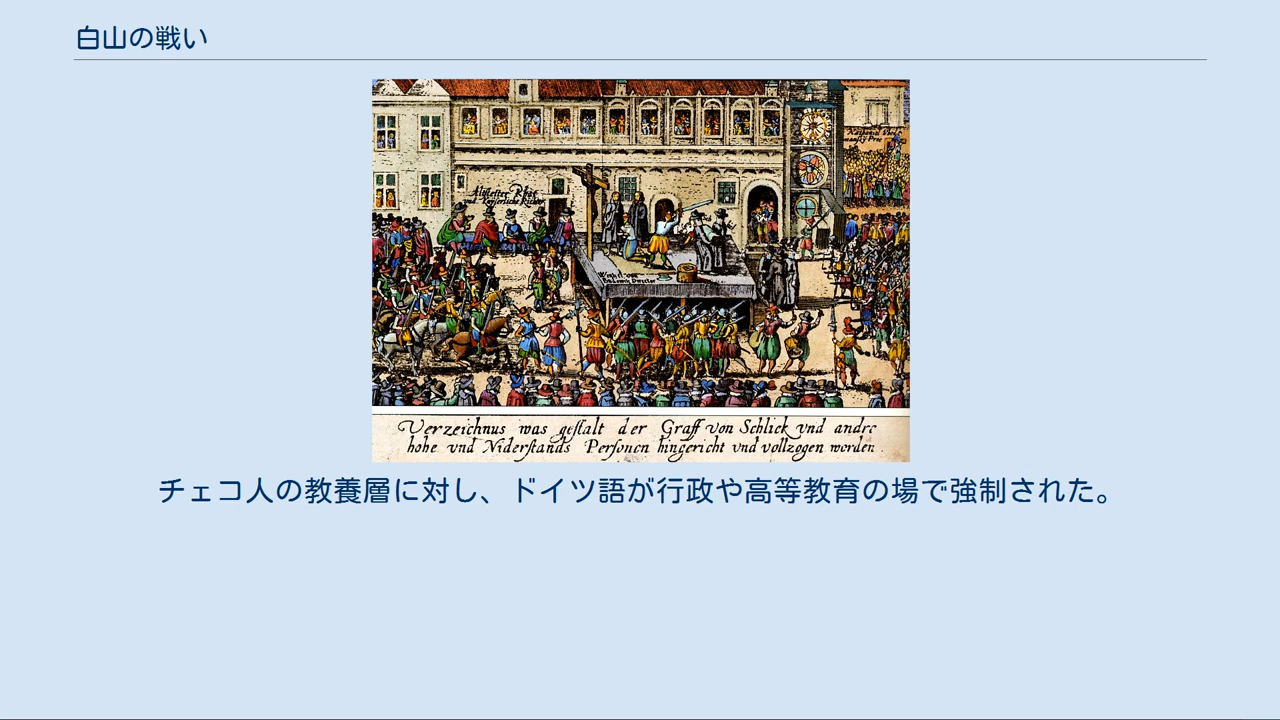 白山の戦い
Verzeichnus was gestalt der Graff von Schlick vnd andre
hohe vnd Niderstands Personen hingericht vnd vollzogen worden.
チェコ人の教養層に対し、ドイツ語が行政や高等教育の場で強制された。